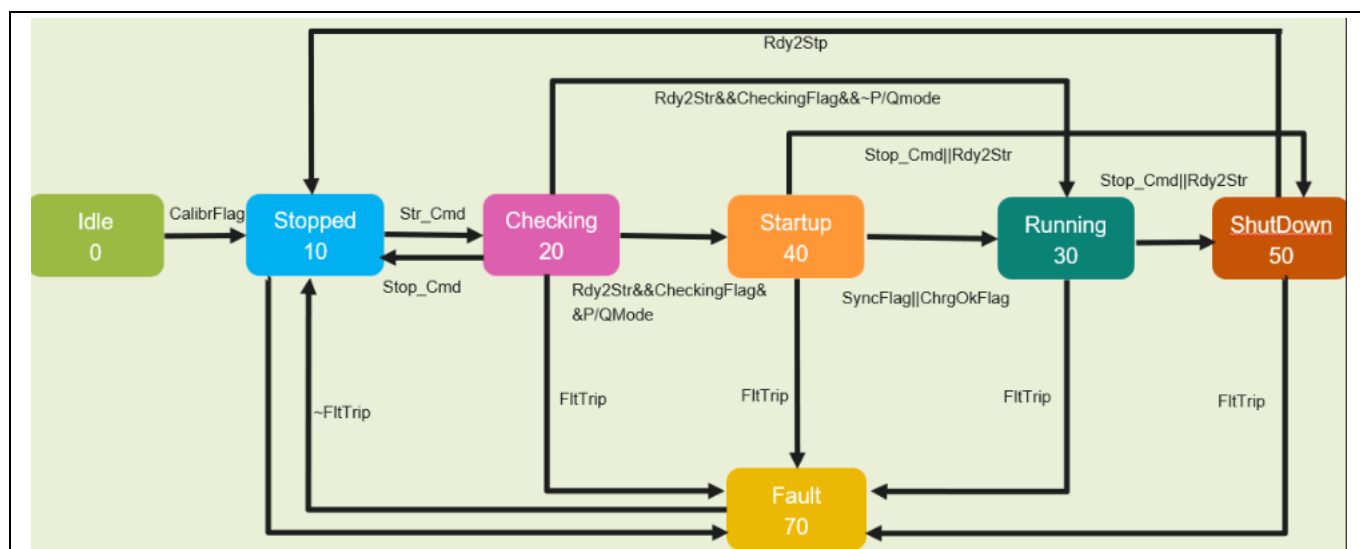 Rdy2Stp
Rdy2Str&&CheckingFlag&&~P/Qmode
Stop_Cmd||Rdy2Str
Stop_Cmd||Rdy2Str
Idle
0
CalibrFlag
Stopped
10
Str_Cmd
Checking
20
Startup
40
Running
30
ShutDown
50
Stop_Cmd
Rdy2Str&&CheckingFlag&
&P/QMode
SyncFlag||ChrgOkFlag
~FltTrip
FltTrip
FltTrip
FltTrip
FltTrip
Fault
70